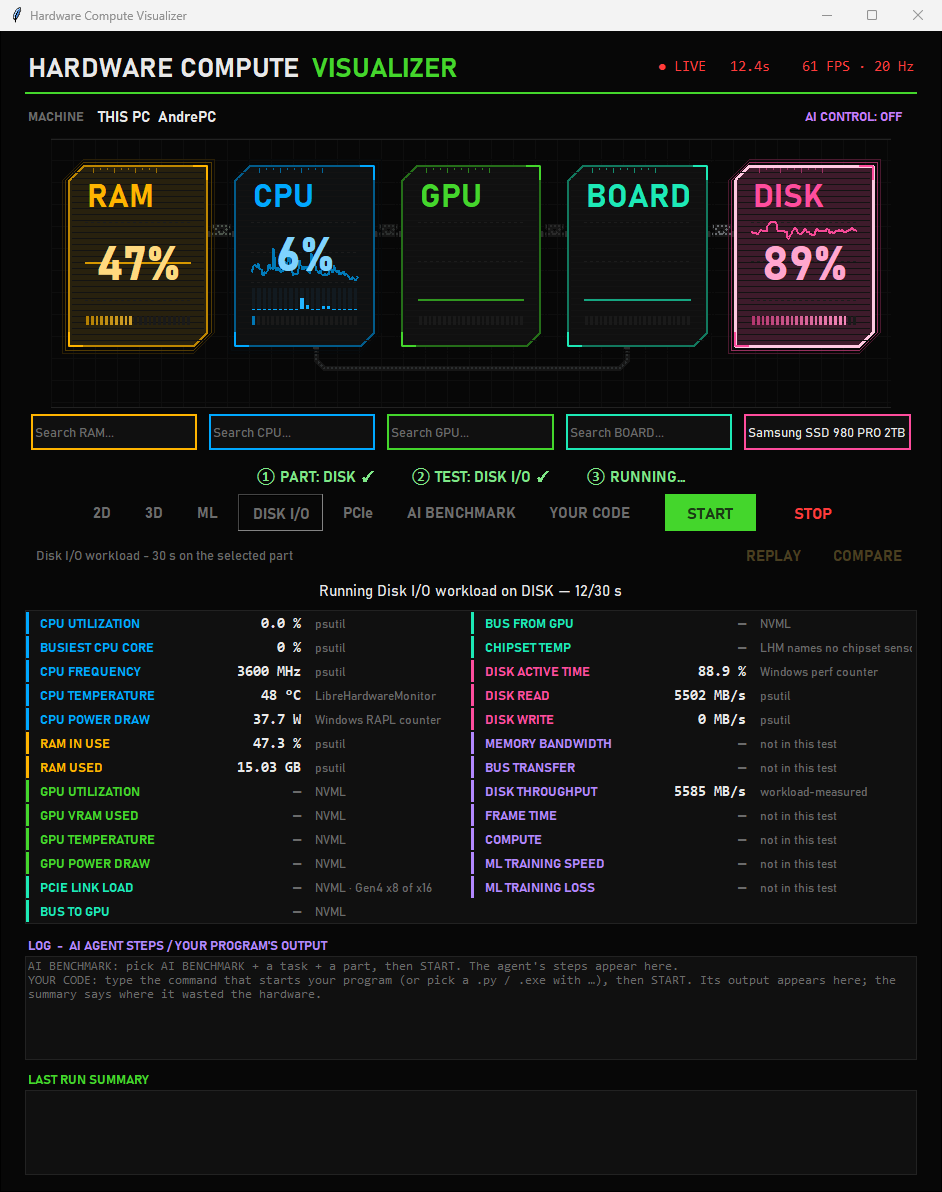 Hardware Compute Visualizer
HARDWARE COMPUTE VISUALIZER
● LIVE 12.4s 61 FPS · 20 Hz
MACHINE THIS PC AndrePC
AI CONTROL: OFF
RAM CPU GPU BOARD DISK
47% 6% 89%
Search RAM... Search CPU... Search GPU... Search BOARD... Samsung SSD 980 PRO 2TB
① PART: DISK ✓ ② TEST: DISK I/O ✓ ③ RUNNING...
2D 3D ML DISK I/O PCIe AI BENCHMARK YOUR CODE START STOP
Disk I/O workload - 30 s on the selected part
REPLAY COMPARE
Running Disk I/O workload on DISK — 12/30 s
CPU UTILIZATION 0.0 % psutil
BUSIEST CPU CORE 0 % psutil
CPU FREQUENCY 3600 MHz psutil
CPU TEMPERATURE 48 °C LibreHardwareMonitor
CPU POWER DRAW 37.7 W Windows RAPL counter
RAM IN USE 47.3 % psutil
RAM USED 15.03 GB psutil
GPU UTILIZATION — NVML
GPU VRAM USED — NVML
GPU TEMPERATURE — NVML
GPU POWER DRAW — NVML
PCIE LINK LOAD — NVML · Gen4 x8 of x16
BUS TO GPU — NVML
BUS FROM GPU — NVML
CHIPSET TEMP — LHM names no chipset senso
DISK ACTIVE TIME 88.9 % Windows perf counter
DISK READ 5502 MB/s psutil
DISK WRITE 0 MB/s psutil
MEMORY BANDWIDTH — not in this test
BUS TRANSFER — not in this test
DISK THROUGHPUT 5585 MB/s workload-measured
FRAME TIME — not in this test
COMPUTE — not in this test
ML TRAINING SPEED — not in this test
ML TRAINING LOSS — not in this test
LOG - AI AGENT STEPS / YOUR PROGRAM'S OUTPUT
AI BENCHMARK: pick AI BENCHMARK + a task + a part, then START. The agent's steps appear here.
YOUR CODE: type the command that starts your program (or pick a .py / .exe with …), then START. Its output appears here; the
summary says where it wasted the hardware.
LAST RUN SUMMARY